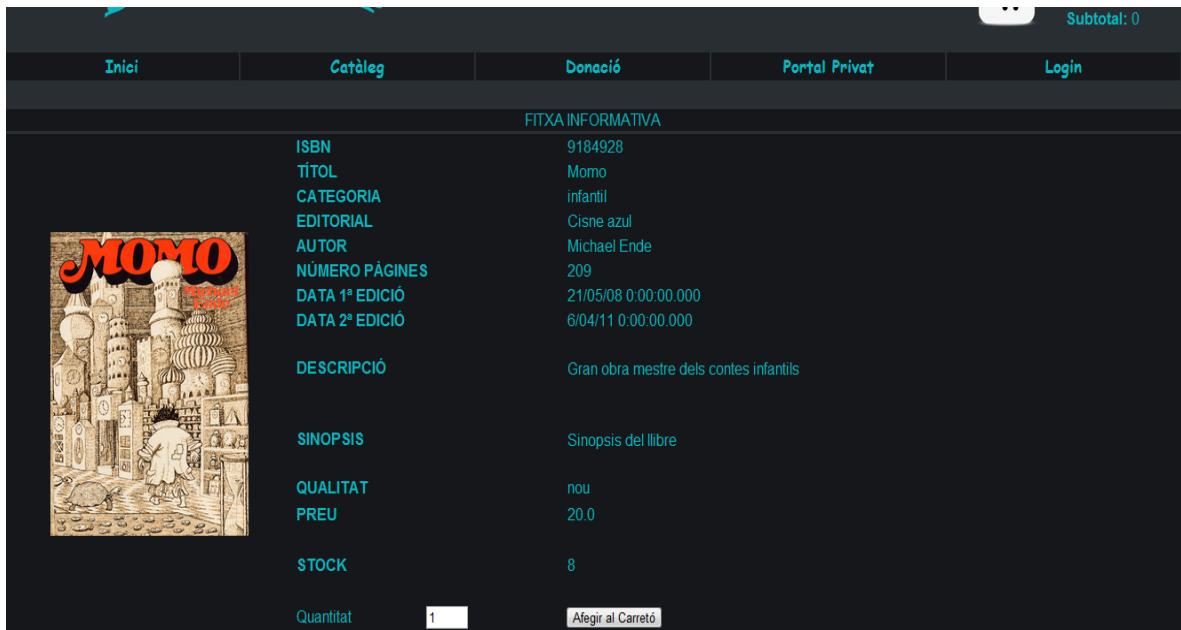 Subtotal: 0
Inici Catàleg Donació Portal Privat Login
FITXA INFORMATIVA
ISBN 9184928
TÍTOL Momo
CATEGORIA infantil
EDITORIAL Cisne azul
AUTOR Michael Ende
NÚMERO PÀGINES 209
DATA 1ª EDICIÓ 21/05/08 0:00:00.000
DATA 2ª EDICIÓ 6/04/11 0:00:00.000
DESCRIPCIÓ Gran obra mestre dels contes infantils
SINOPSIS Sinopsis del llibre
QUALITAT nou
PREU 20.0
STOCK 8
Quantitat 1 Afegir al Carretó
MOMO
Michael
Ende